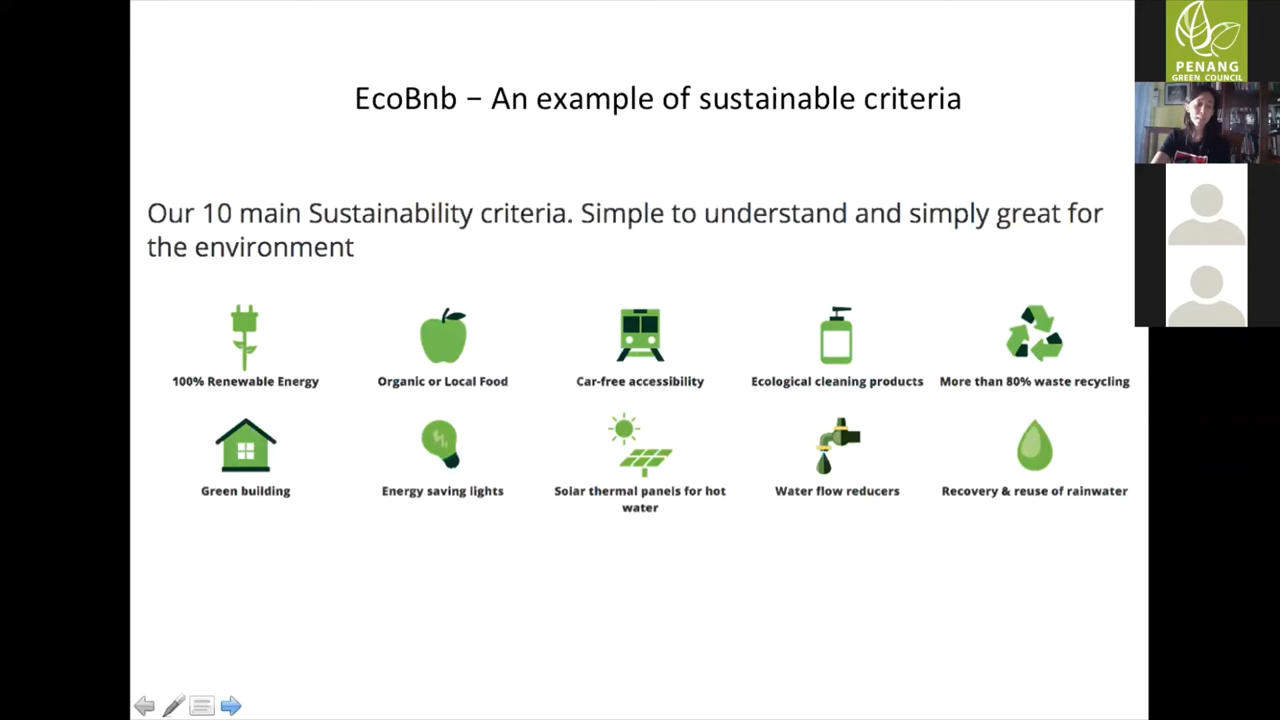 EcoBnb – An example of sustainable criteria
Our 10 main Sustainability criteria. Simple to understand and simply great for
the environment
100% Renewable Energy
Organic or Local Food
Car-free accessibility
Ecological cleaning products
More than 80% waste recycling
Green building
Energy saving lights
Solar thermal panels for hot
water
Water flow reducers
Recovery & reuse of rainwater
PENANG
GREEN COUNCIL